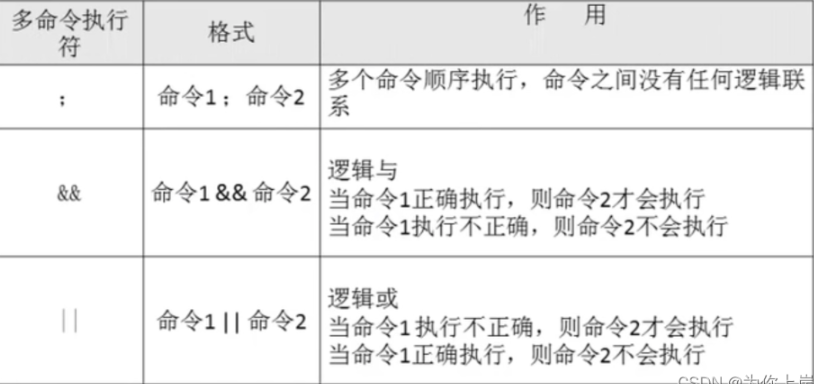 多命令执行
符
格式
作 用
;
命令1 ; 命令2
多个命令顺序执行，命令之间没有任何逻辑联
系
&&
命令1 && 命令2
逻辑与
当命令1正确执行，则命令2才会执行
当命令1执行不正确，则命令2不会执行
||
命令1 || 命令2
逻辑或
当命令1 执行不正确，则命令2才会执行
当命令1正确执行，则命令2不会执行
CSDN @为你上岸